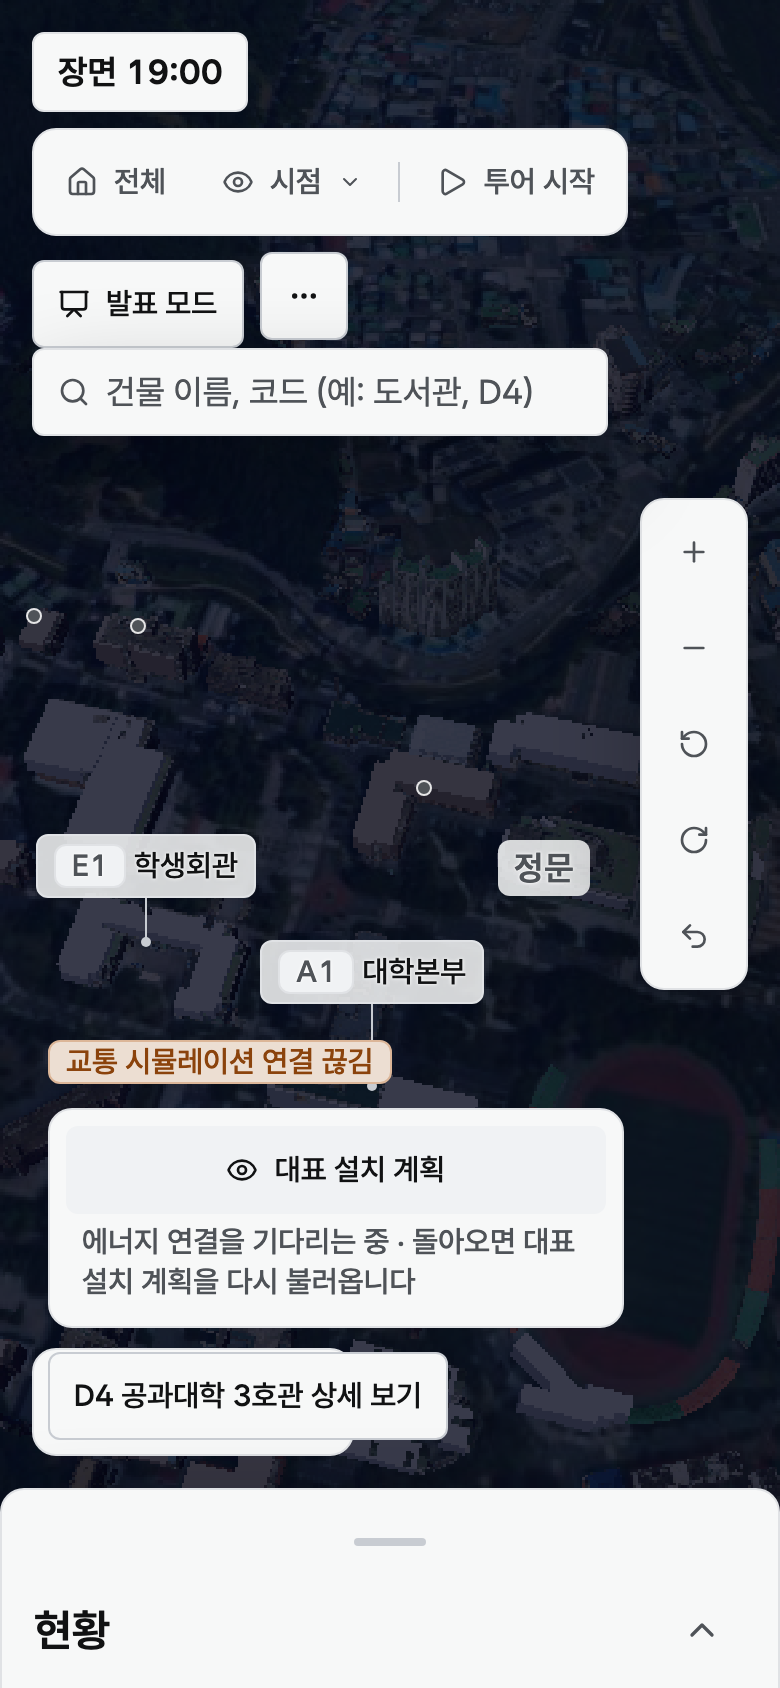 장면 19:00
전체 시점 투어 시작
발표 모드 ···
건물 이름, 코드 (예: 도서관, D4)
E1 학생회관
정문
A1 대학본부
교통 시뮬레이션 연결 끊김
대표 설치 계획
에너지 연결을 기다리는 중 · 돌아오면 대표
설치 계획을 다시 불러옵니다
D4 공과대학 3호관 상세 보기
현황